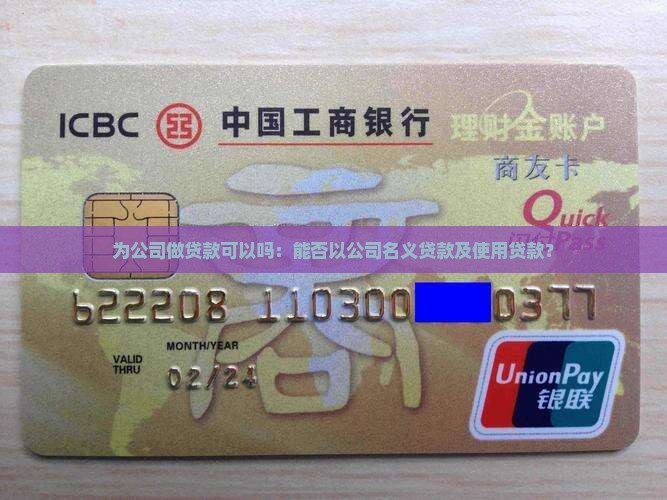 ICBC 中国工商银行 理财金账户
商友卡
Quick
Pass
为公司做贷款可以吗：能否以公司名义贷款及使用贷款？
622208 110300 0377
MONTH/YEAR
VALID
THRU
02/24
UnionPay
银联